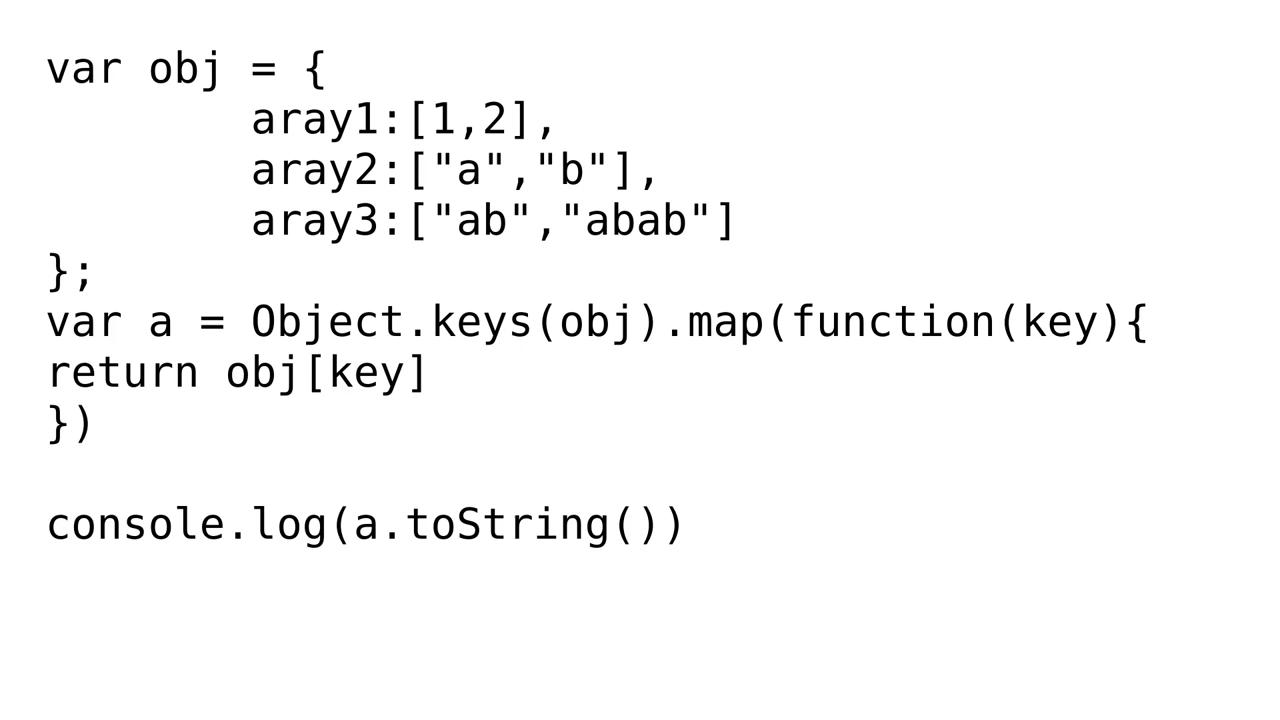 var obj = {
        aray1:[1,2],
        aray2:["a","b"],
        aray3:["ab","abab"]
};
var a = Object.keys(obj).map(function(key){
return obj[key]
})

console.log(a.toString())